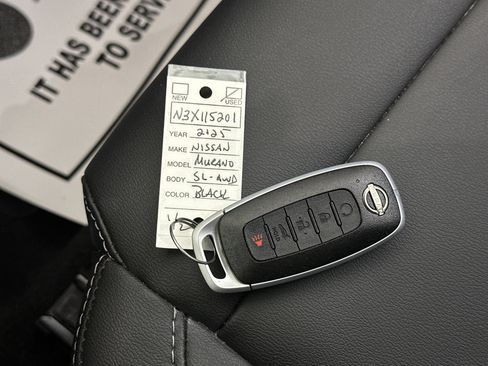 IT HAS BEEN
TO SERV
NEW USED
N3X115201
YEAR 2025
MAKE NISSAN
MODEL MURANO
BODY SL-AWD
COLOR BLACK